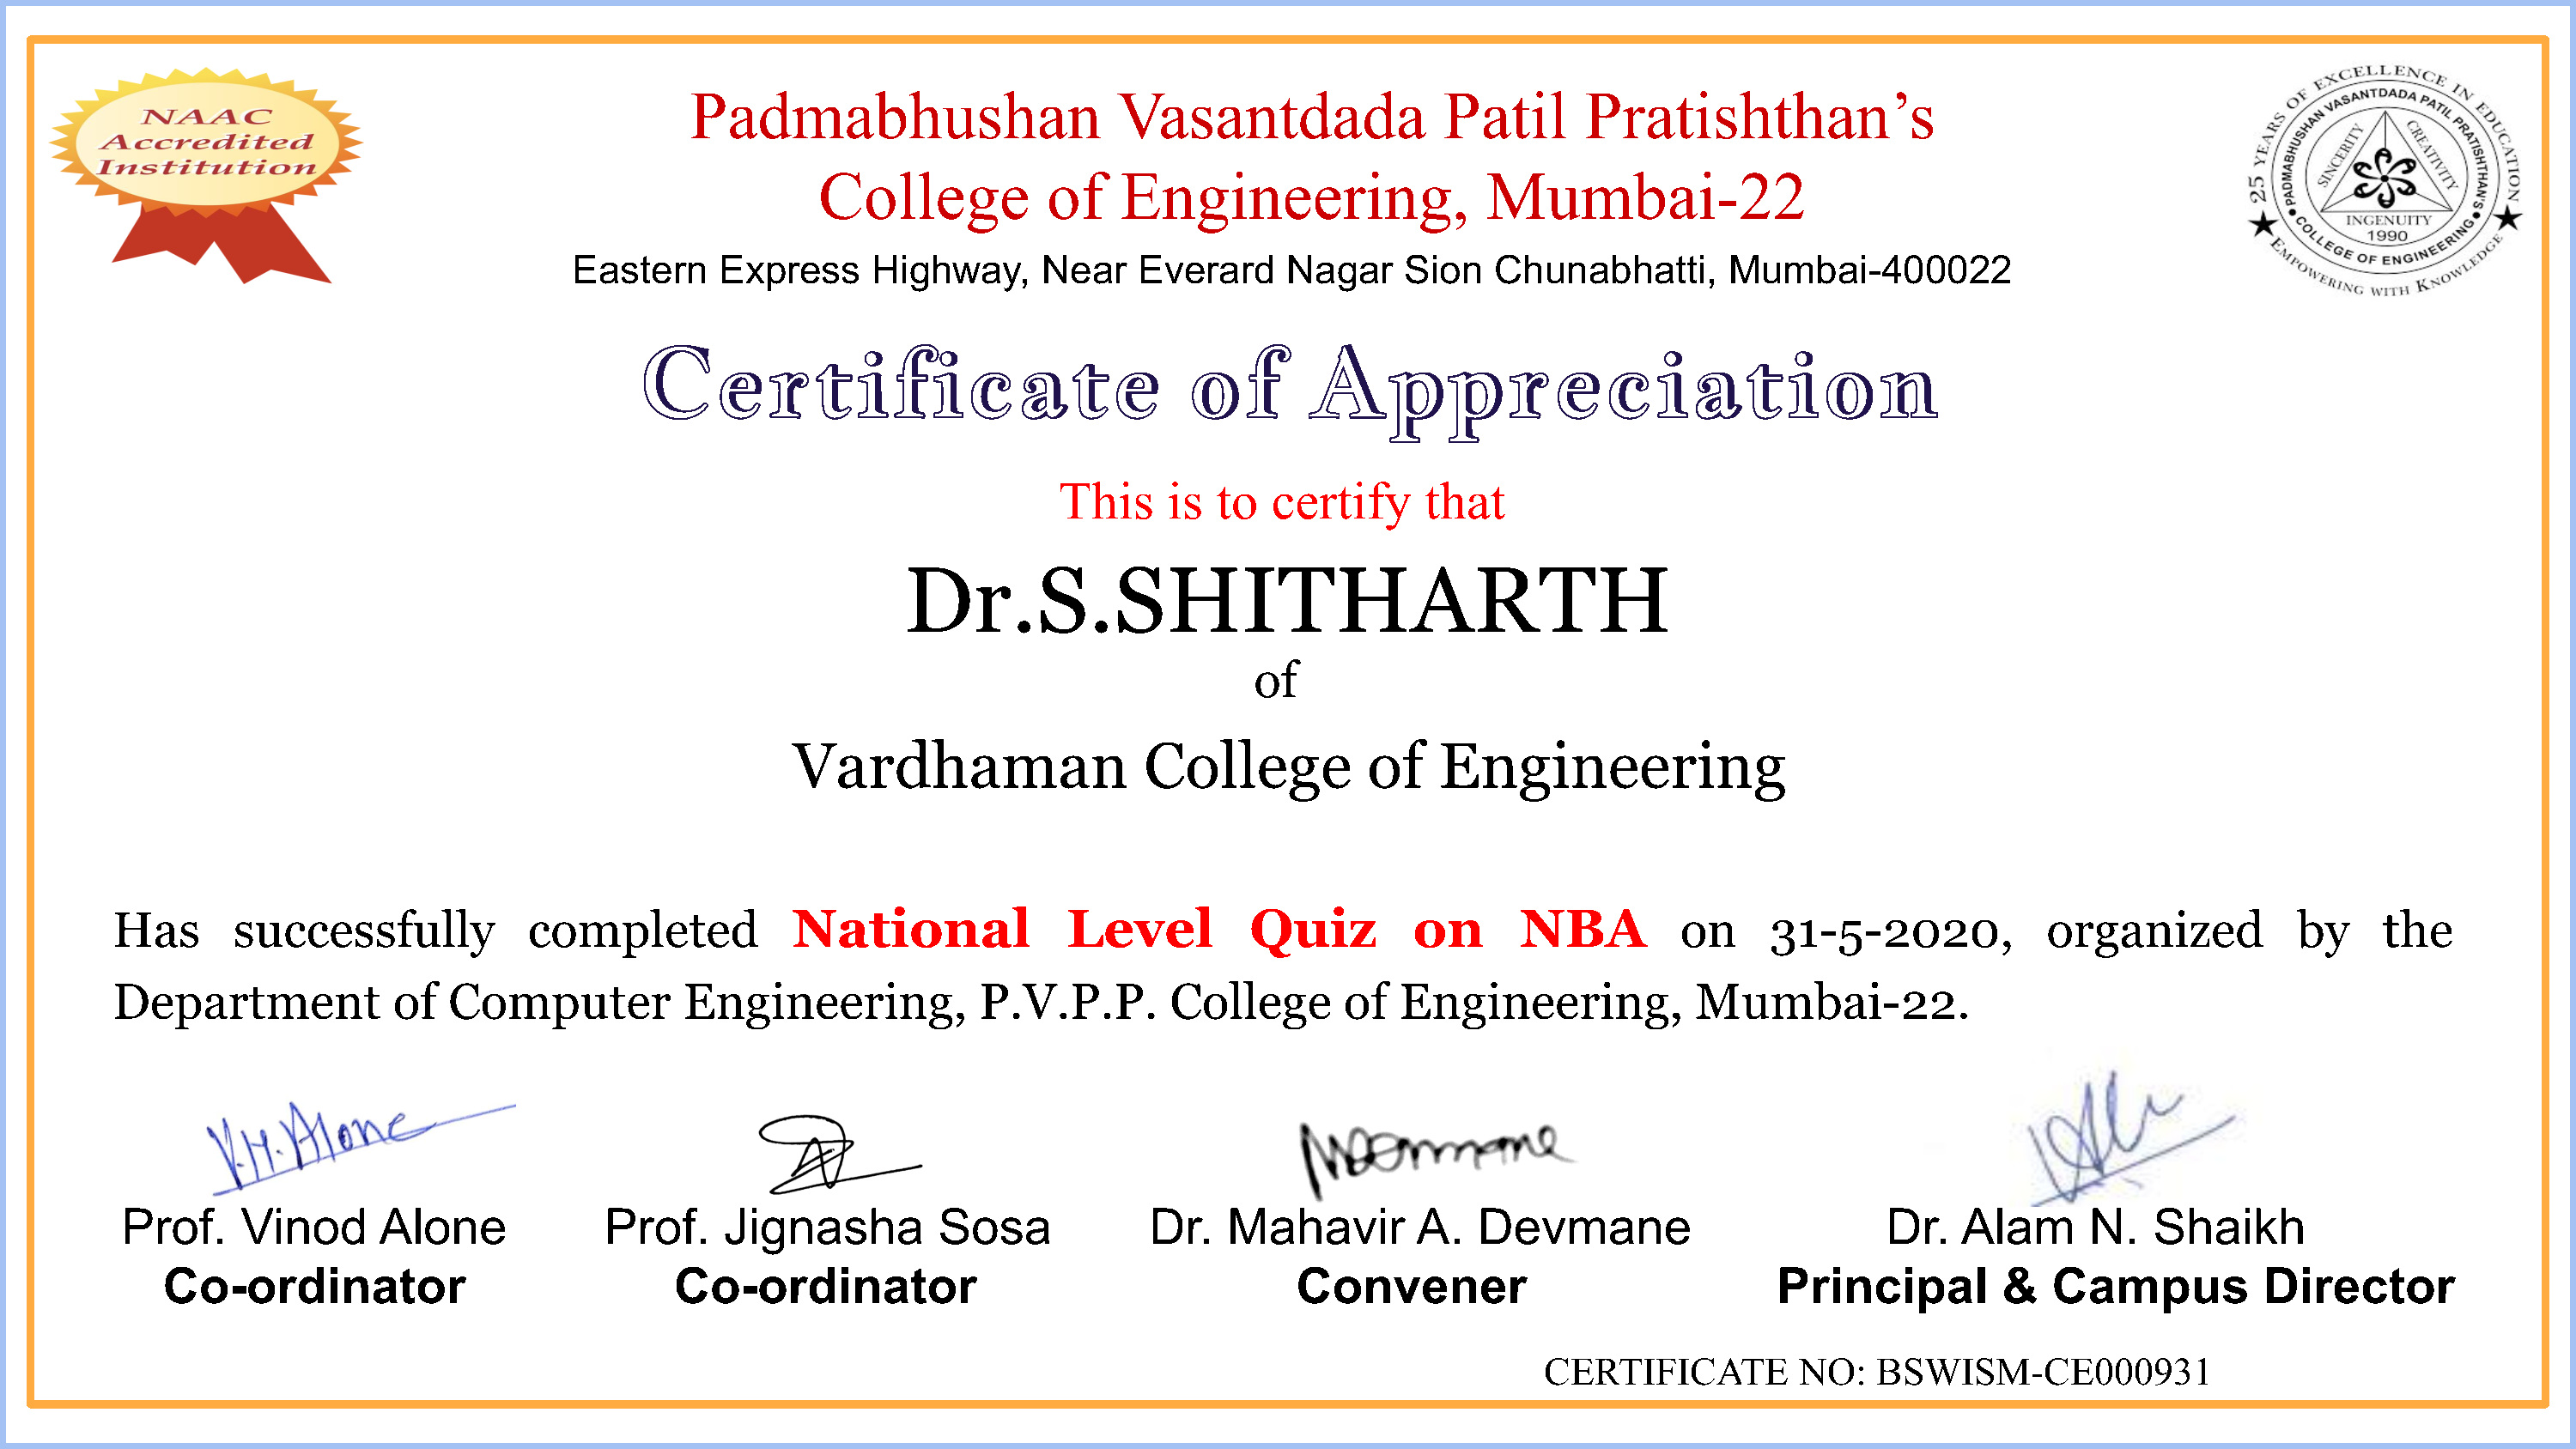 NAAC
Accredited
Institution
Padmabhushan Vasantdada Patil Pratishthan’s
College of Engineering, Mumbai-22
Eastern Express Highway, Near Everard Nagar Sion Chunabhatti, Mumbai-400022
25 YEARS OF EXCELLENCE IN EDUCATION
PADMABHUSHAN VASANTDADA PATIL PRATISHTHAN'S
SINCERITY
CREATIVITY
INGENUITY
1990
COLLEGE OF ENGINEERING
EMPOWERING WITH KNOWLEDGE
Certificate of Appreciation
This is to certify that
Dr.S.SHITHARTH
of
Vardhaman College of Engineering
Has successfully completed National Level Quiz on NBA on 31-5-2020, organized by the
Department of Computer Engineering, P.V.P.P. College of Engineering, Mumbai-22.
V.H.Alone
Prof. Vinod Alone
Prof. Jignasha Sosa
Dr. Mahavir A. Devmane
Dr. Alam N. Shaikh
Co-ordinator
Co-ordinator
Convener
Principal & Campus Director
CERTIFICATE NO: BSWISM-CE000931